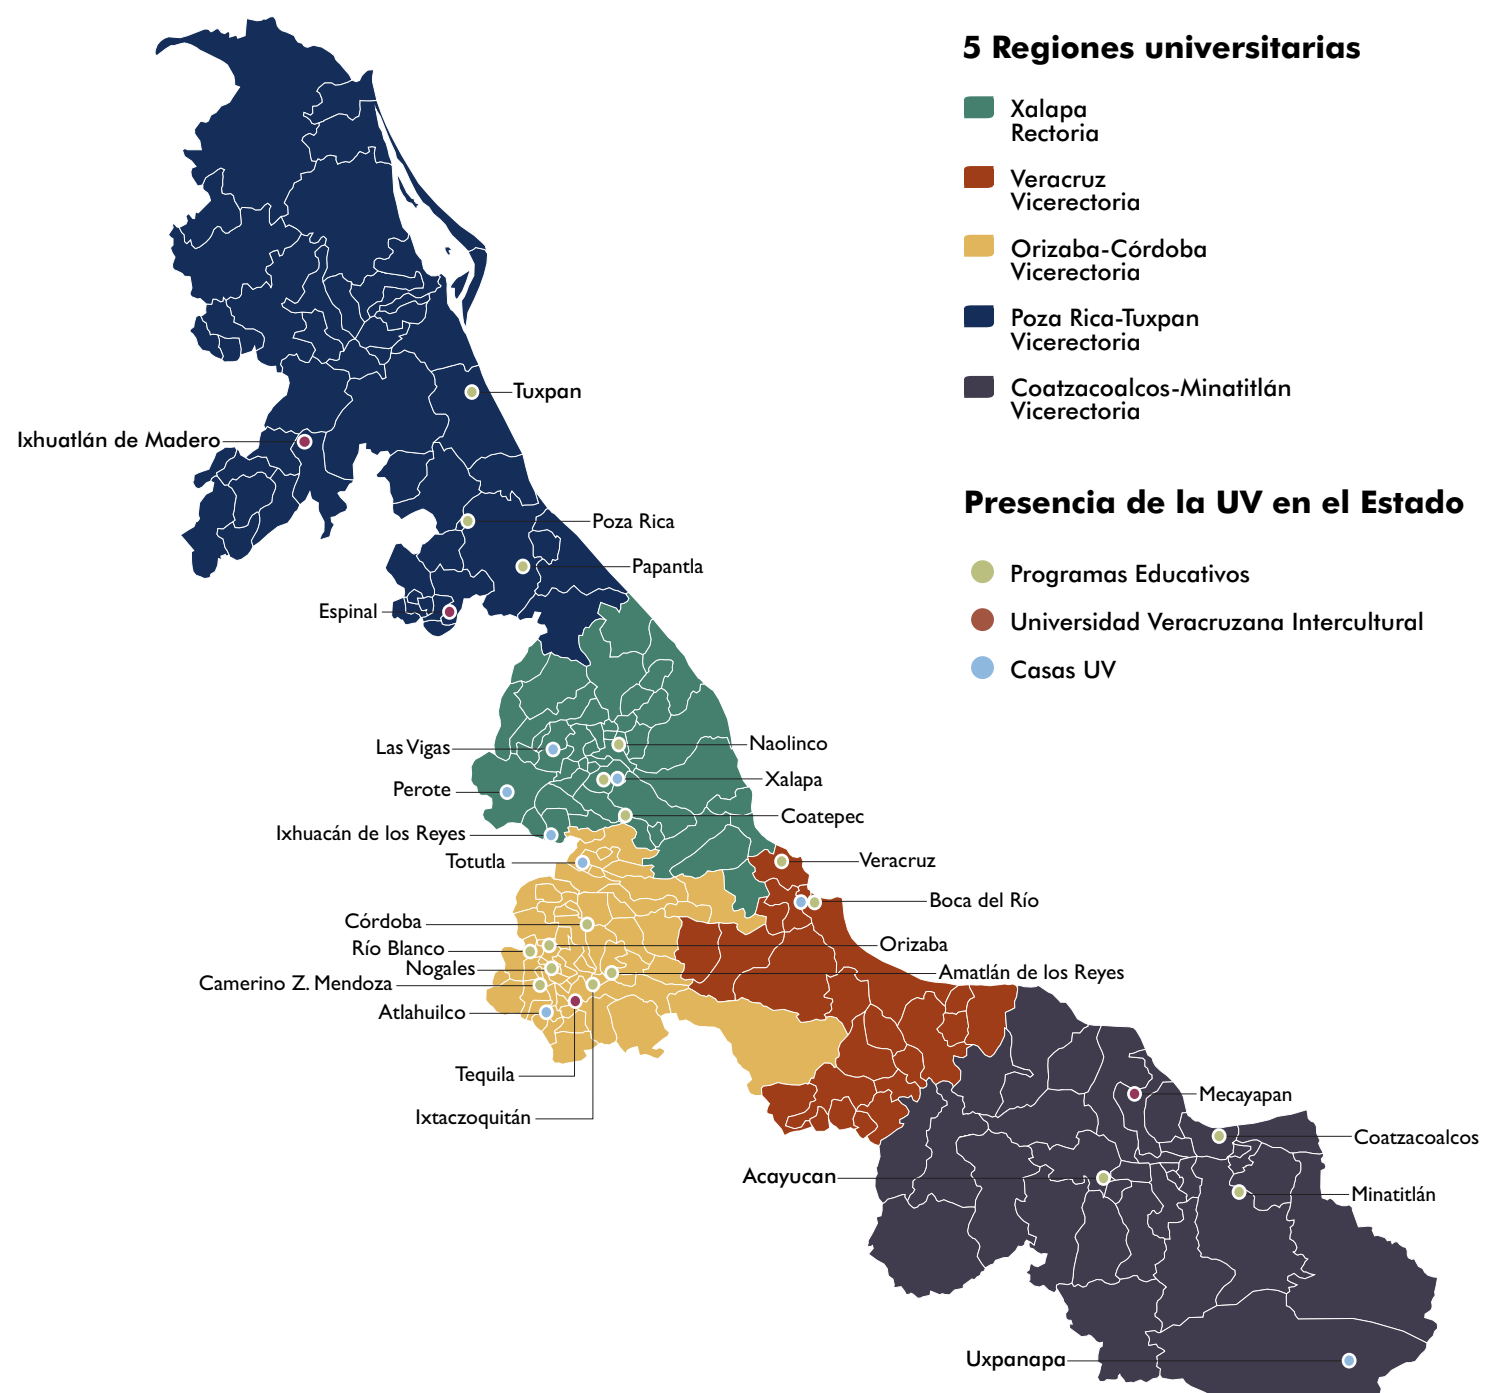 5 Regiones universitarias
Xalapa
Rectoria
Veracruz
Vicerectoria
Orizaba-Córdoba
Vicerectoria
Poza Rica-Tuxpan
Vicerectoria
Coatzacoalcos-Minatitlán
Vicerectoria
Presencia de la UV en el Estado
Programas Educativos
Universidad Veracruzana Intercultural
Casas UV
Tuxpan
Ixhuatlán de Madero
Poza Rica
Papantla
Espinal
Naolinco
Las Vigas
Xalapa
Perote
Coatepec
Ixhuacán de los Reyes
Veracruz
Totutla
Boca del Río
Córdoba
Orizaba
Río Blanco
Nogales
Amatlán de los Reyes
Camerino Z. Mendoza
Atlahuilco
Tequila
Ixtaczoquitán
Mecayapan
Coatzacoalcos
Acayucan
Minatitlán
Uxpanapa